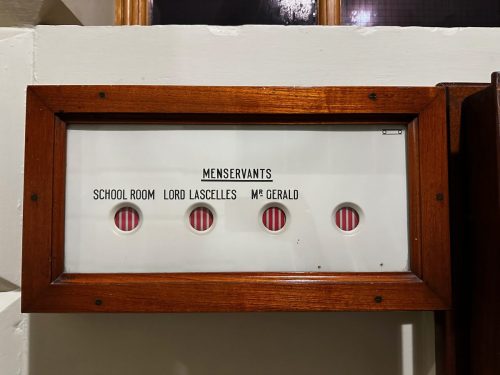 MENSERVANTS
SCHOOL ROOM LORD LASCELLES MR GERALD